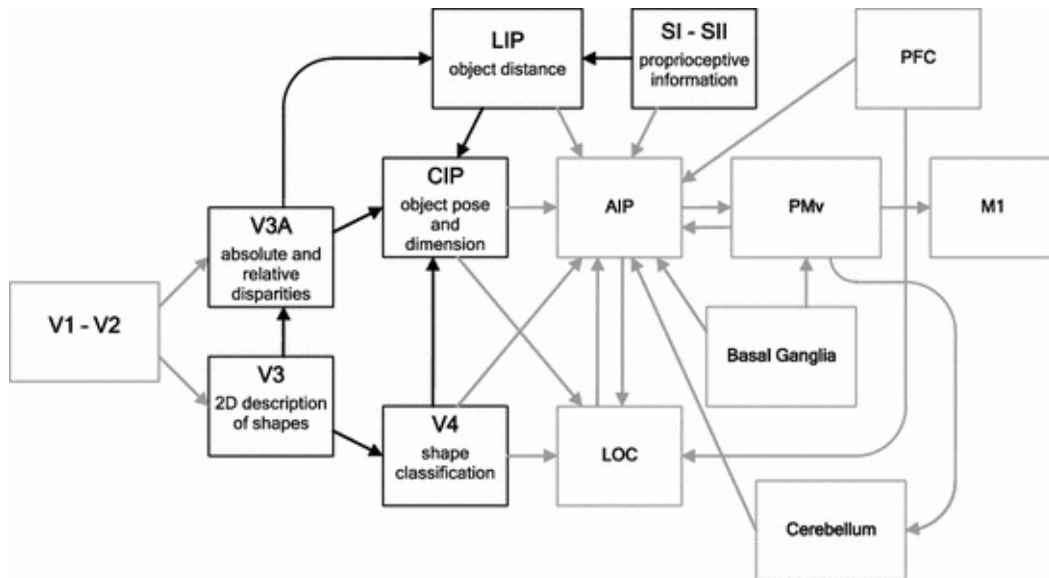 LIP
object distance
SI - SII
proprioceptive
information
PFC
CIP
object pose
and
dimension
AIP
PMv
M1
V3A
absolute and
relative
disparities
V1 - V2
V3
2D description
of shapes
V4
shape
classification
LOC
Basal Ganglia
Cerebellum